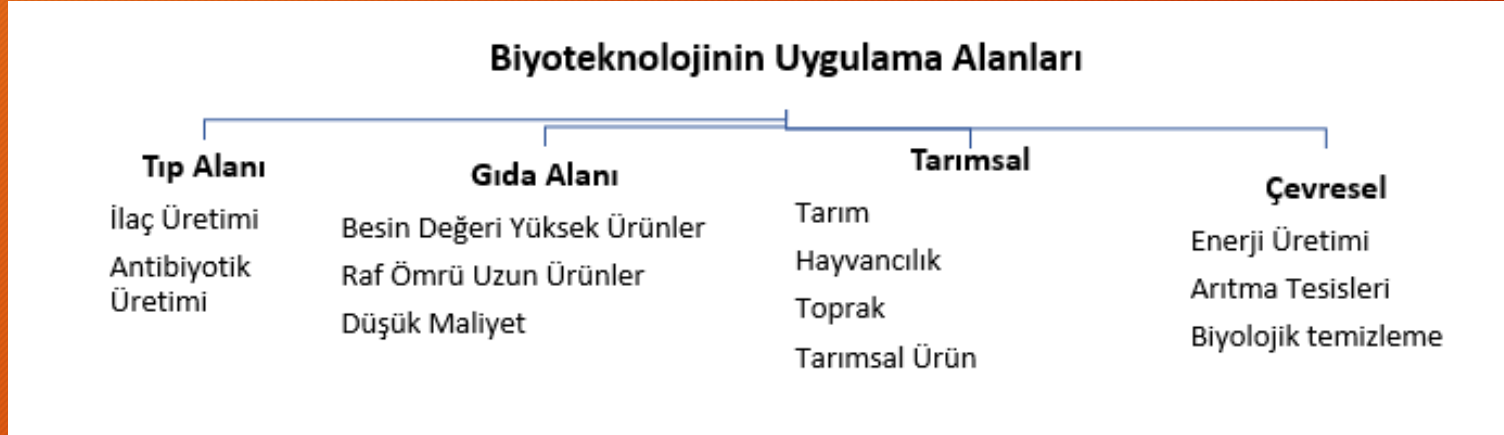 Biyoteknolojinin Uygulama Alanları
Tıp Alanı
İlaç Üretimi
Antibiyotik
Üretimi
Gıda Alanı
Besin Değeri Yüksek Ürünler
Raf Ömrü Uzun Ürünler
Düşük Maliyet
Tarımsal
Tarım
Hayvancılık
Toprak
Tarımsal Ürün
Çevresel
Enerji Üretimi
Arıtma Tesisleri
Biyolojik temizleme